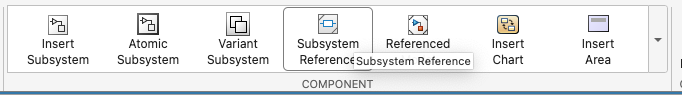 Insert
Subsystem
Atomic
Subsystem
Variant
Subsystem
Subsystem
Reference
Referenced
Subsystem Reference
Insert
Chart
Insert
Area
COMPONENT